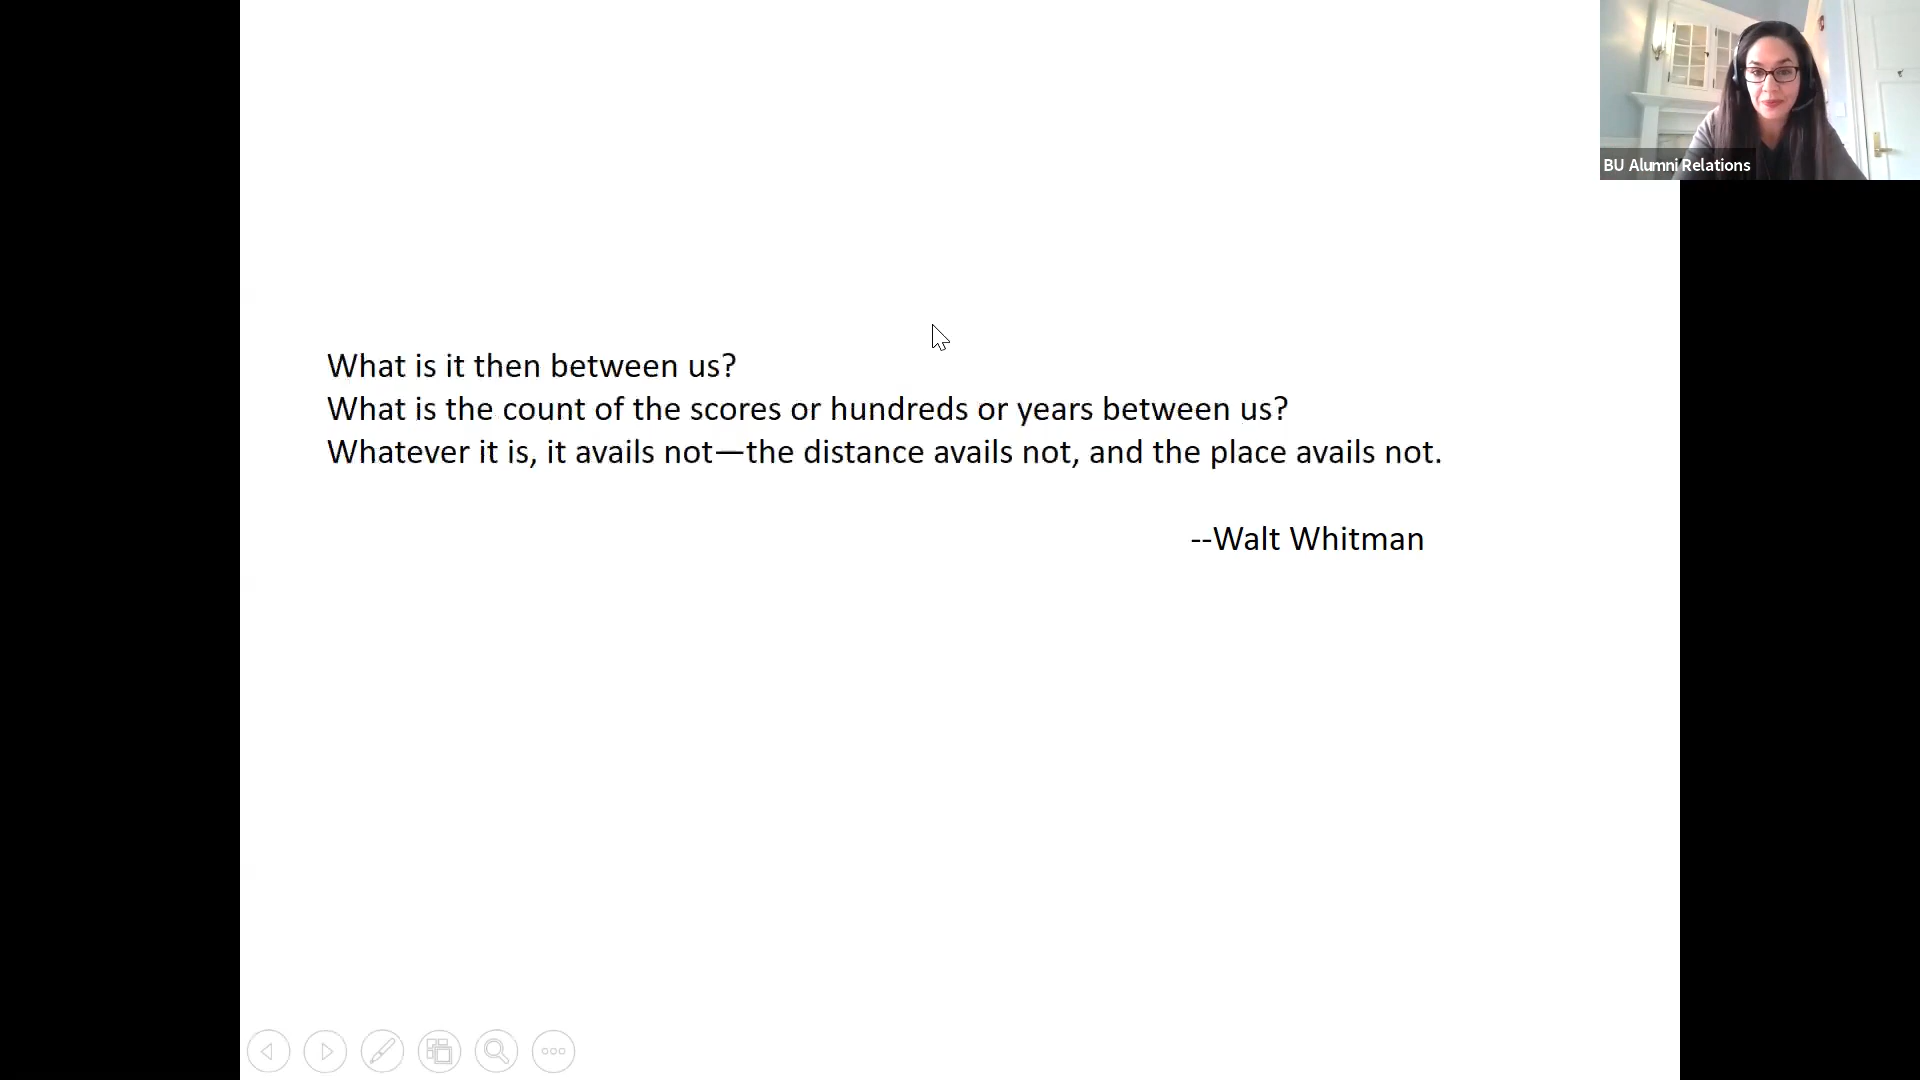 BU Alumni Relations
What is it then between us?
What is the count of the scores or hundreds or years between us?
Whatever it is, it avails not—the distance avails not, and the place avails not.
--Walt Whitman